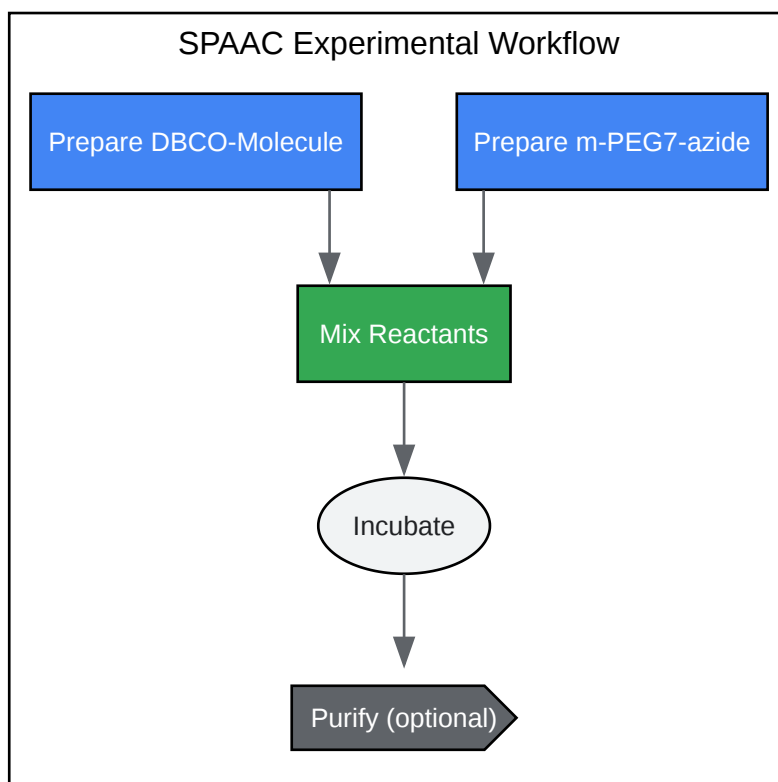 SPAAC Experimental Workflow
Prepare DBCO-Molecule
Prepare m-PEG7-azide
Mix Reactants
Incubate
Purify (optional)